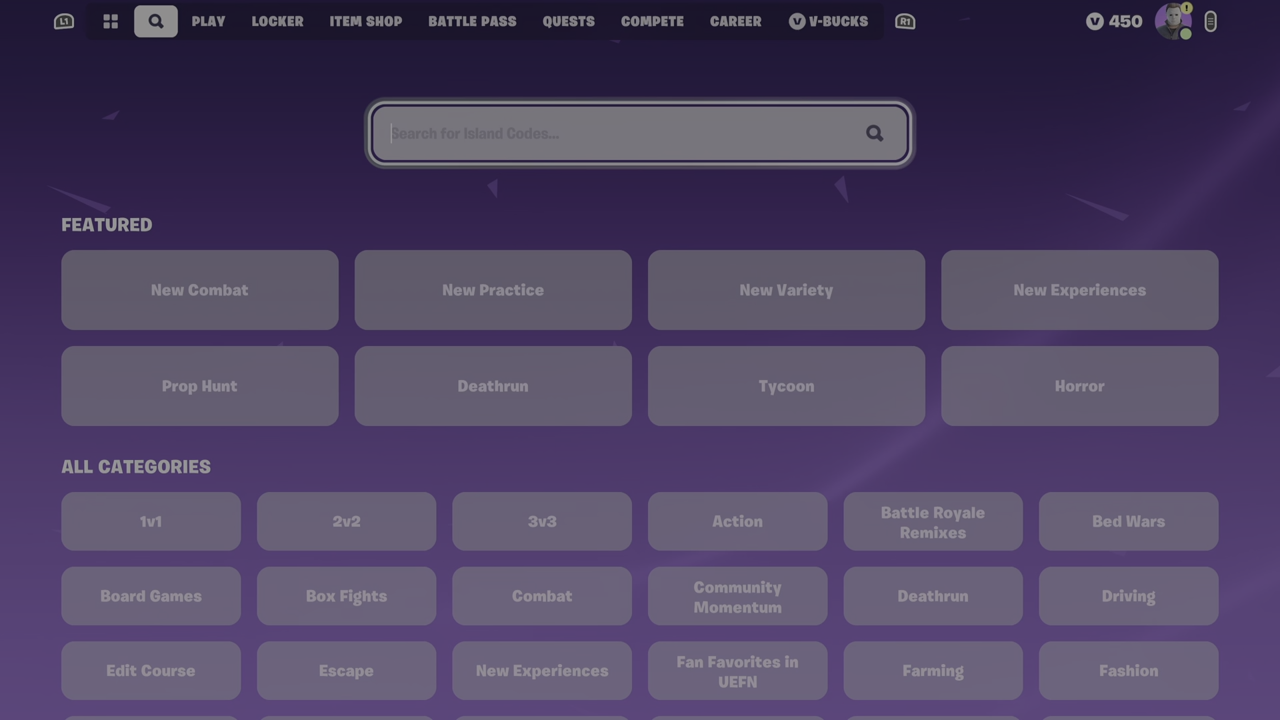 L1
PLAY
LOCKER
ITEM SHOP
BATTLE PASS
QUESTS
COMPETE
CAREER
V-BUCKS
R1
450
Search for Island Codes...
FEATURED
New Combat
New Practice
New Variety
New Experiences
Prop Hunt
Deathrun
Tycoon
Horror
ALL CATEGORIES
1v1
2v2
3v3
Action
Battle Royale
Remixes
Bed Wars
Board Games
Box Fights
Combat
Community
Momentum
Deathrun
Driving
Edit Course
Escape
New Experiences
Fan Favorites in
UEFN
Farming
Fashion